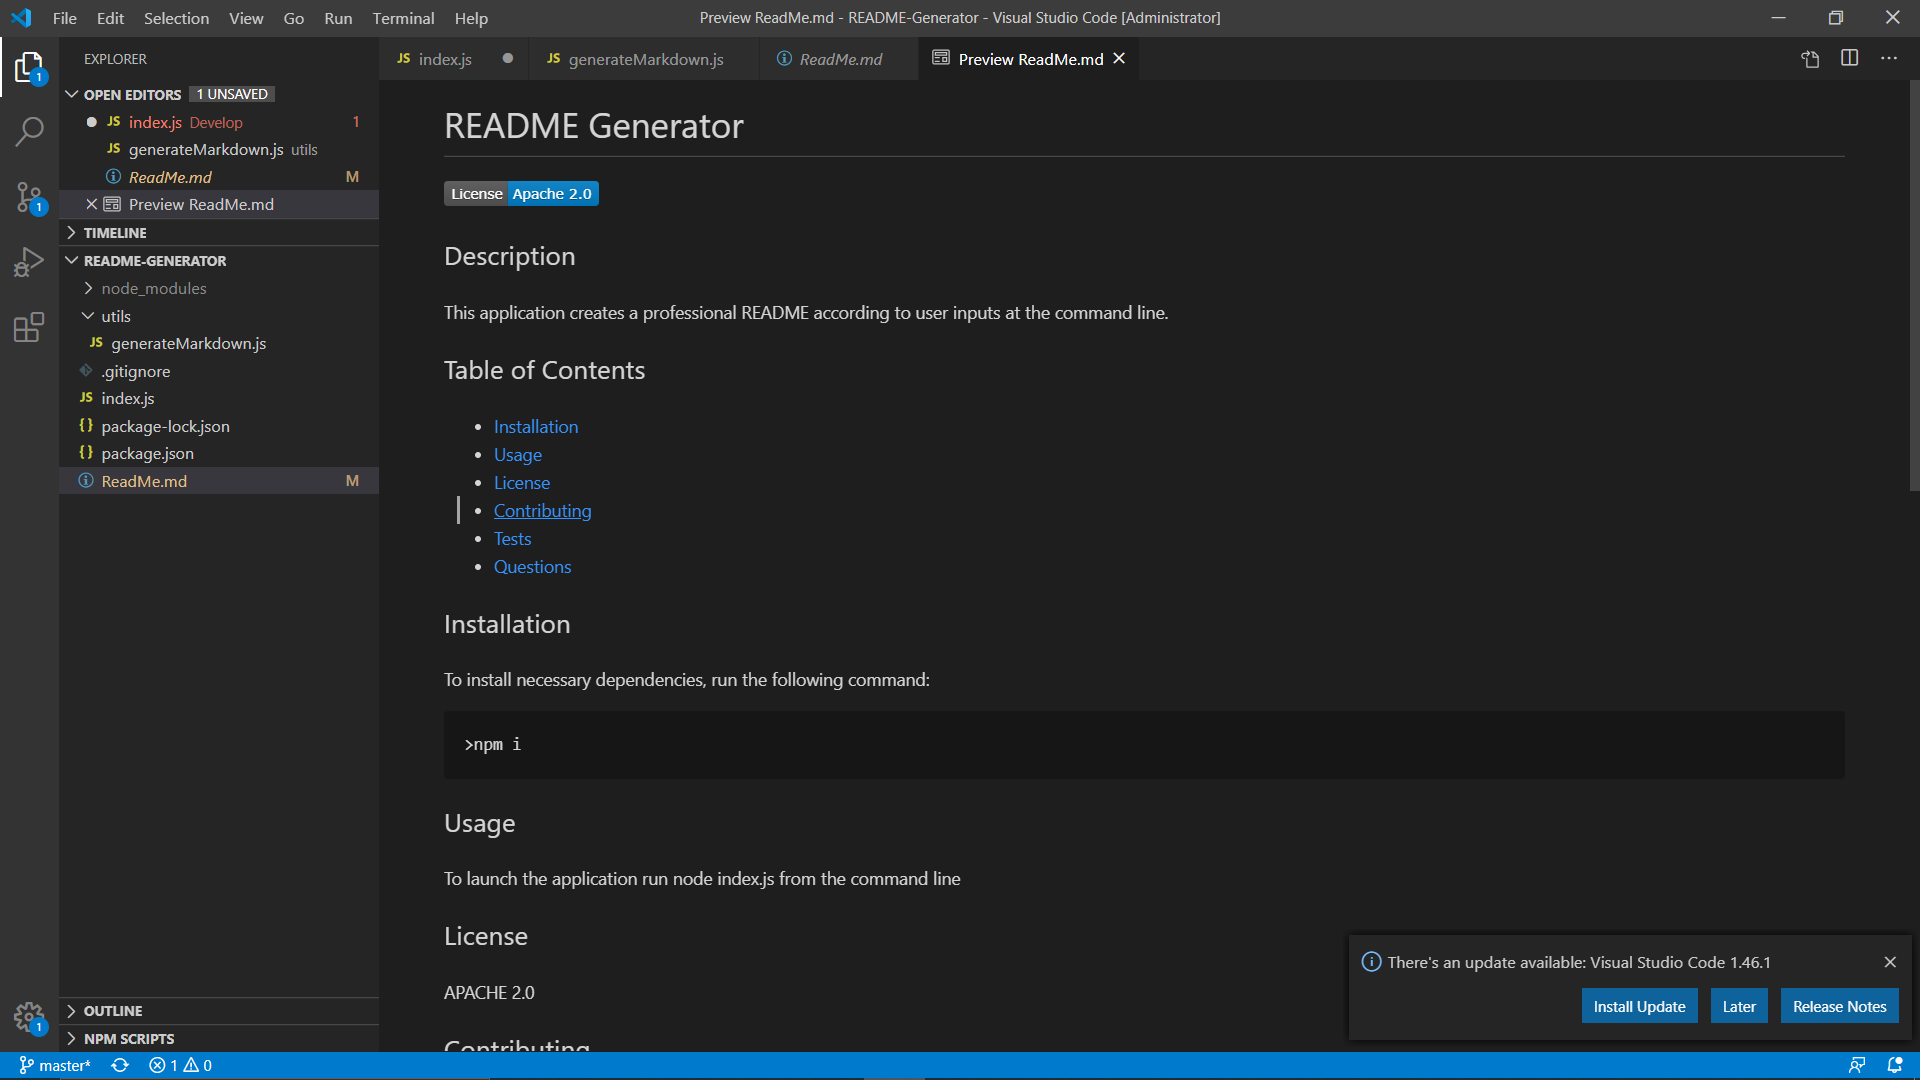 File Edit Selection View Go Run Terminal Help
Preview ReadMe.md - README-Generator - Visual Studio Code [Administrator]
EXPLORER
OPEN EDITORS 1 UNSAVED
JS index.js Develop 1
JS generateMarkdown.js utils
ReadMe.md M
Preview ReadMe.md
TIMELINE
README-GENERATOR
node_modules
utils
JS generateMarkdown.js
.gitignore
JS index.js
{} package-lock.json
{} package.json
ReadMe.md M
OUTLINE
NPM SCRIPTS
1
1
1
JS index.js
JS generateMarkdown.js
ReadMe.md
Preview ReadMe.md
README Generator
License Apache 2.0
Description
This application creates a professional README according to user inputs at the command line.
Table of Contents
• Installation
• Usage
• License
• Contributing
• Tests
• Questions
Installation
To install necessary dependencies, run the following command:
>npm i
Usage
To launch the application run node index.js from the command line
License
APACHE 2.0
Contributing
There's an update available: Visual Studio Code 1.46.1
Install Update Later Release Notes
master* 1 0